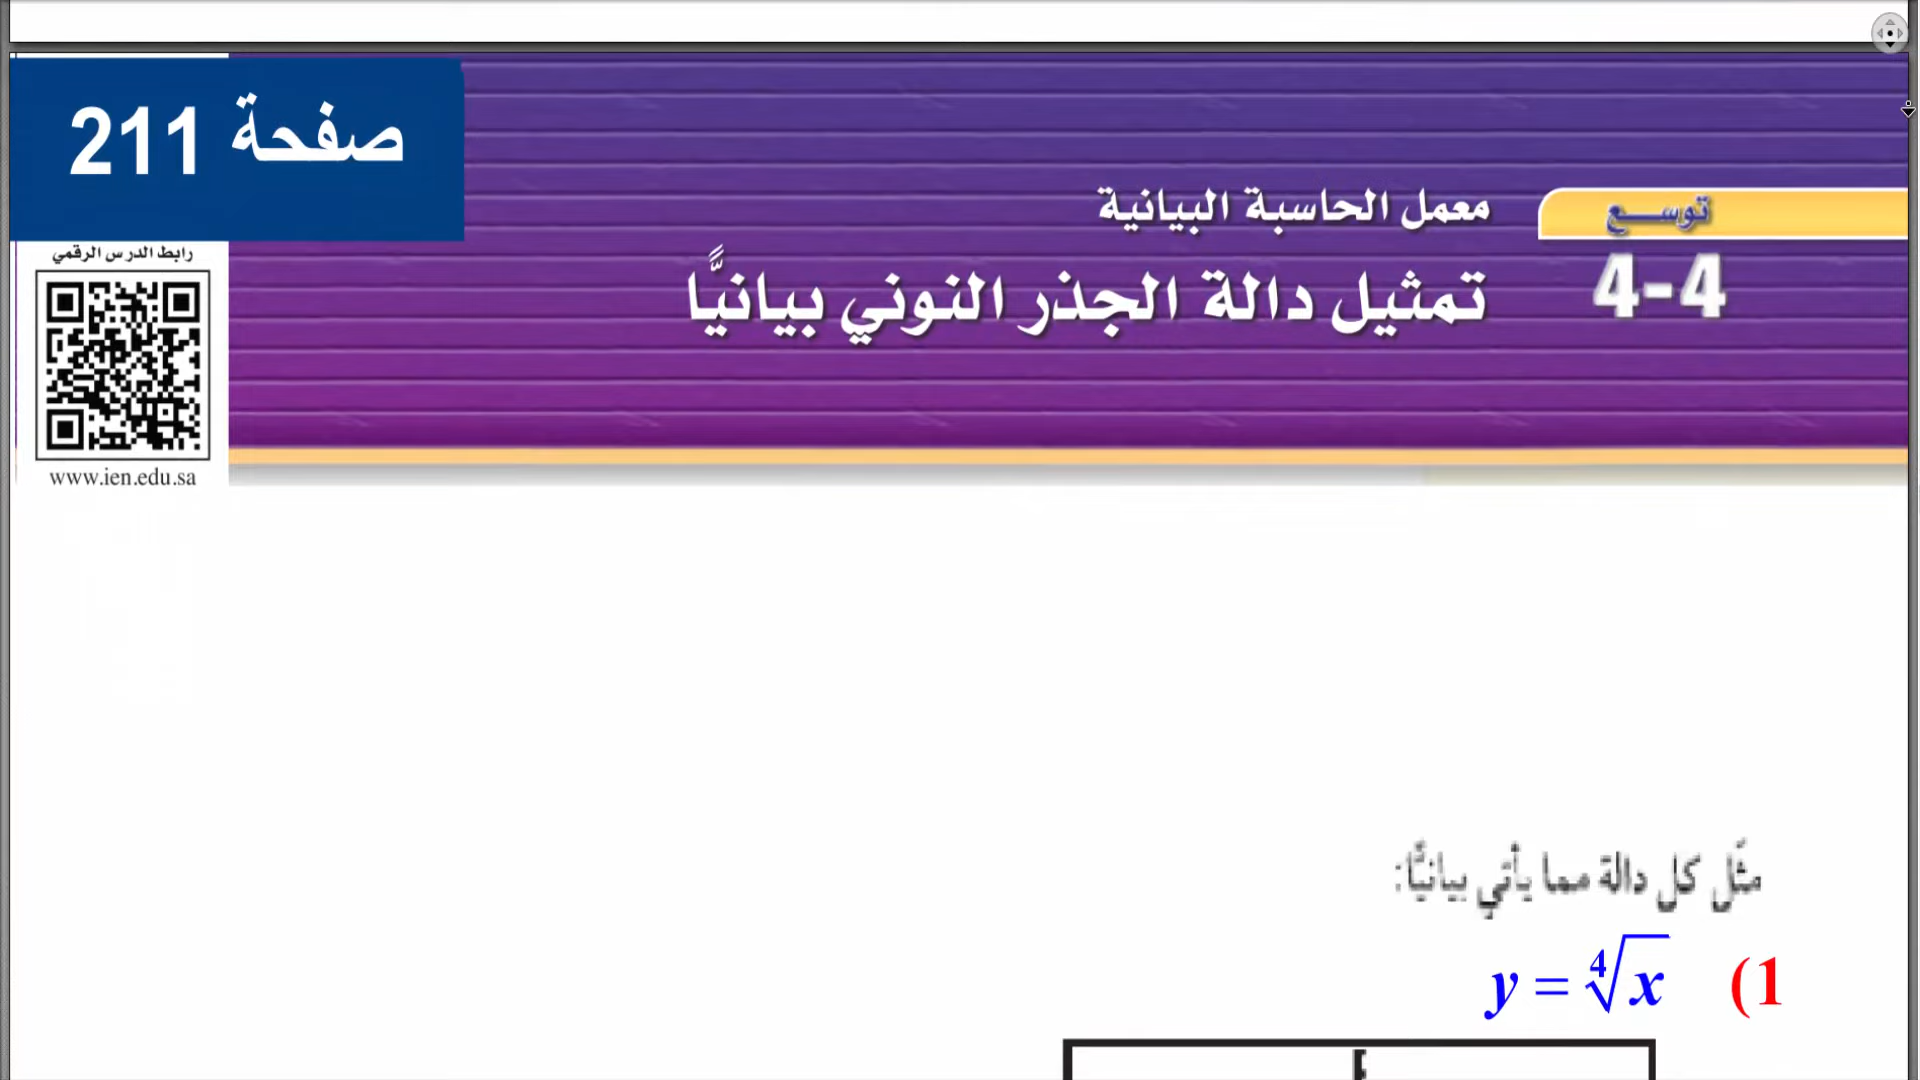 صفحة 211
توسع
4-4
معمل الحاسبة البيانية
تمثيل دالة الجذر النوني بيانيًّا
رابط الدرس الرقمي
www.ien.edu.sa
مثّل كل دالة مما يأتي بيانيًّا:
(1 y = ∜x